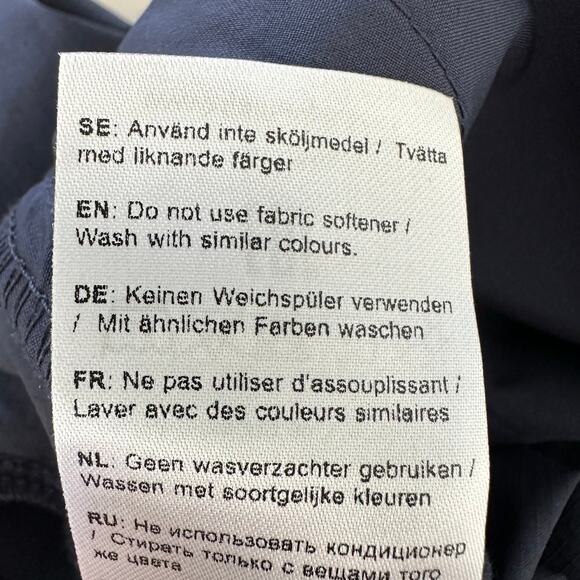 SE: Använd inte sköljmedel / Tvätta
med liknande färger
EN: Do not use fabric softener /
Wash with similar colours.
DE: Keinen Weichspüler verwenden
/ Mit ähnlichen Farben waschen
FR: Ne pas utiliser d'assouplissant /
Laver avec des couleurs similaires
NL: Geen wasverzachter gebruiken /
Wassen met soortgelijke kleuren
RU: Не использовать кондиционер
/ Стирать только с вещами того
же цвета